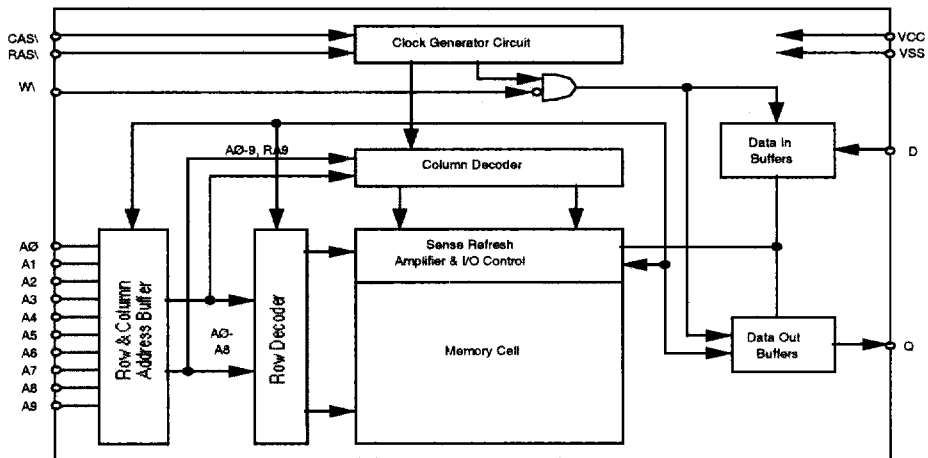 CAS\
RAS\
W\
Clock Generator Circuit
VCC
VSS
AØ-9, RA9
Column Decoder
Data In
Buffers
D
AØ
A1
A2
A3
A4
A5
A6
A7
A8
A9
Row & Column
Address Buffer
AØ-
A8
Row Decoder
Sense Refresh
Amplifier & I/O Control
Memory Cell
Data Out
Buffers
Q